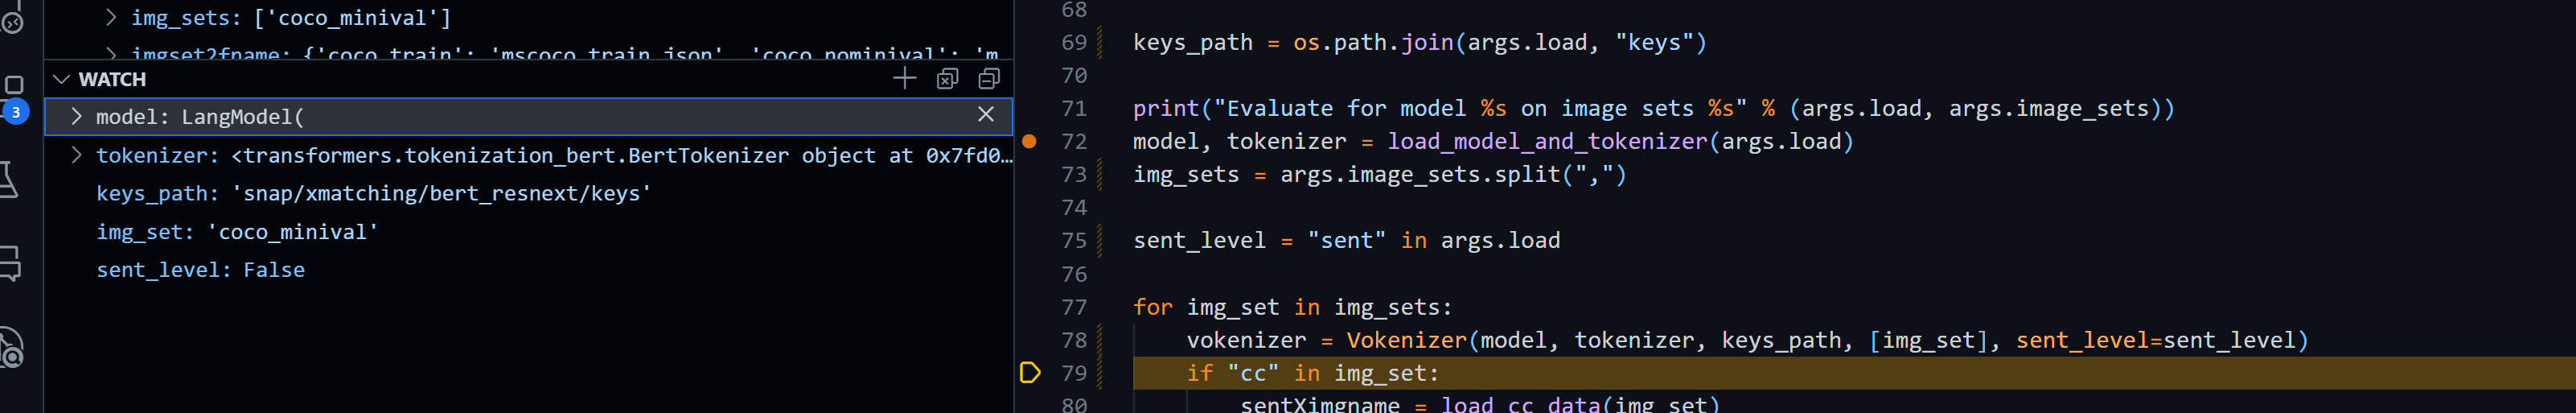 img_sets: ['coco_minival']
imgset2fname: {'coco_train': 'mscoco_train.json', 'coco_nominival': 'm
WATCH
3
model: LangModel(
tokenizer: <transformers.tokenization_bert.BertTokenizer object at 0x7fd0…
keys_path: 'snap/xmatching/bert_resnext/keys'
img_set: 'coco_minival'
sent_level: False
68
69 keys_path = os.path.join(args.load, "keys")
70
71 print("Evaluate for model %s on image sets %s" % (args.load, args.image_sets))
72 model, tokenizer = load_model_and_tokenizer(args.load)
73 img_sets = args.image_sets.split(",")
74
75 sent_level = "sent" in args.load
76
77 for img_set in img_sets:
78 vokenizer = Vokenizer(model, tokenizer, keys_path, [img_set], sent_level=sent_level)
79 if "cc" in img_set:
80 sentXimgname = load_cc_data(img_set)